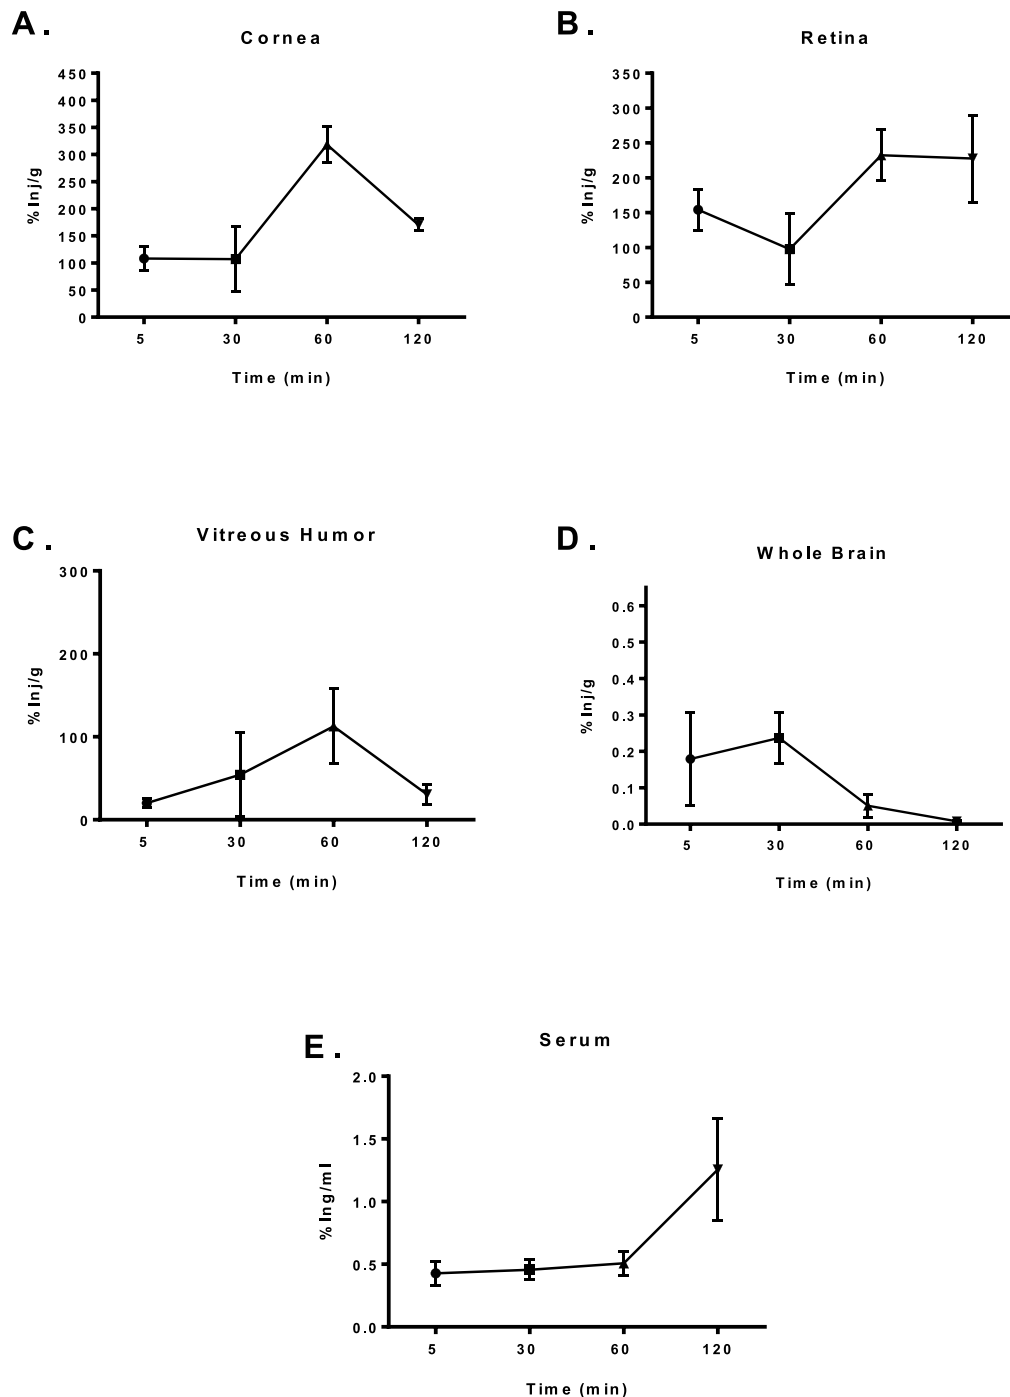 A.
Cornea
% Inj/g
450
400
350
300
250
200
150
100
50
0
5 30 60 120
Time (min)
B.
Retina
% Inj/g
350
300
250
200
150
100
50
0
5 30 60 120
Time (min)
C.
Vitreous Humor
% Inj/g
300
200
100
0
5 30 60 120
Time (min)
D.
Whole Brain
% Inj/g
0.6
0.5
0.4
0.3
0.2
0.1
0.0
5 30 60 120
Time (min)
E.
Serum
% Ing/ml
2.0
1.5
1.0
0.5
0.0
5 30 60 120
Time (min)